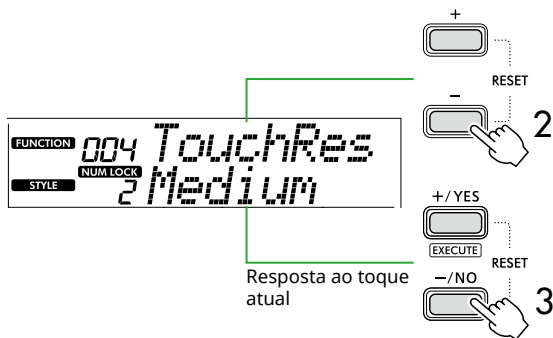 +
RESET
-
2
FUNCTION 004 TouchRes
NUM LOCK
STYLE 2 Medium
+/YES
EXECUTE
RESET
-/NO
3
Resposta ao toque
atual